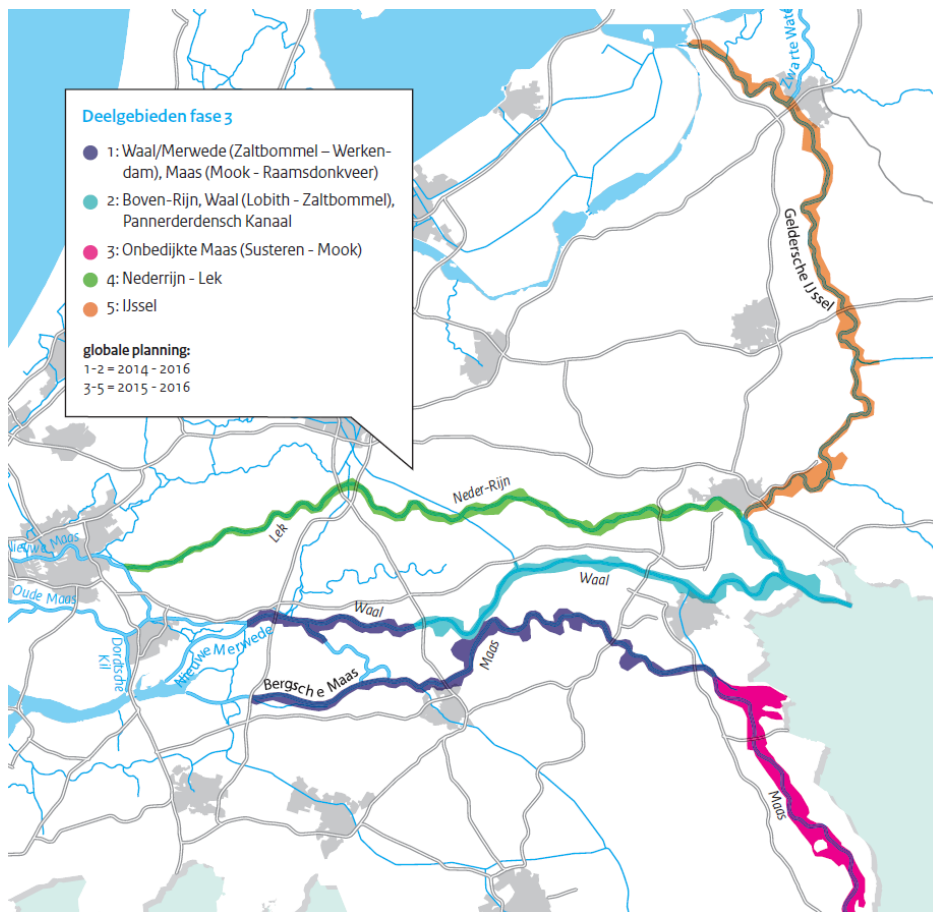 Zwarte Wate
Deelgebieden fase 3
1: Waal/Merwede (Zaltbommel – Werken-
dam), Maas (Mook - Raamsdonkveer)
2: Boven-Rijn, Waal (Lobith - Zaltbommel),
Pannerderdensch Kanaal
3: Onbedijkte Maas (Susteren - Mook)
4: Nederrijn - Lek
5: IJssel
globale planning:
1-2 = 2014 - 2016
3-5 = 2015 - 2016
Geldersche IJssel
Neder-Rijn
Lek
Nieuwe Maas
Waal
Oude Maas
Waal
Dordtsche
Kil
Nieuwe Merwede
Maas
Bergsche Maas
Maas